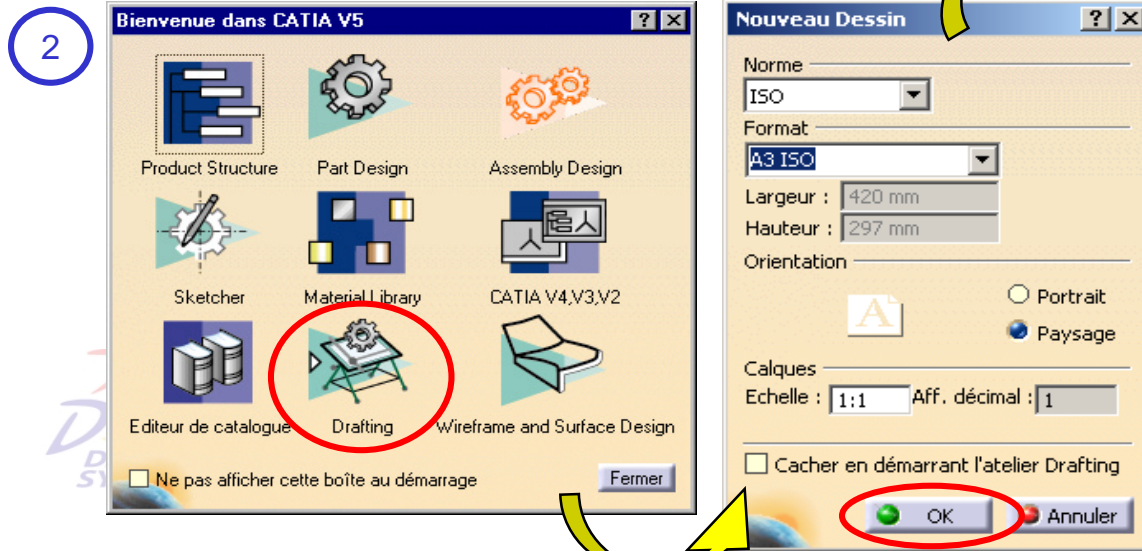 2
Bienvenue dans CATIA V5
Product Structure
Part Design
Assembly Design
Sketcher
Material Library
CATIA V4,V3,V2
Editeur de catalogue
Drafting
Wireframe and Surface Design
Ne pas afficher cette boîte au démarrage
Fermer
Nouveau Dessin
Norme
ISO
Format
A3 ISO
Largeur : 420 mm
Hauteur : 297 mm
Orientation
A
Portrait
Paysage
Calques
Echelle : 1:1 Aff. décimal : 1
Cacher en démarrant l'atelier Drafting
OK
Annuler